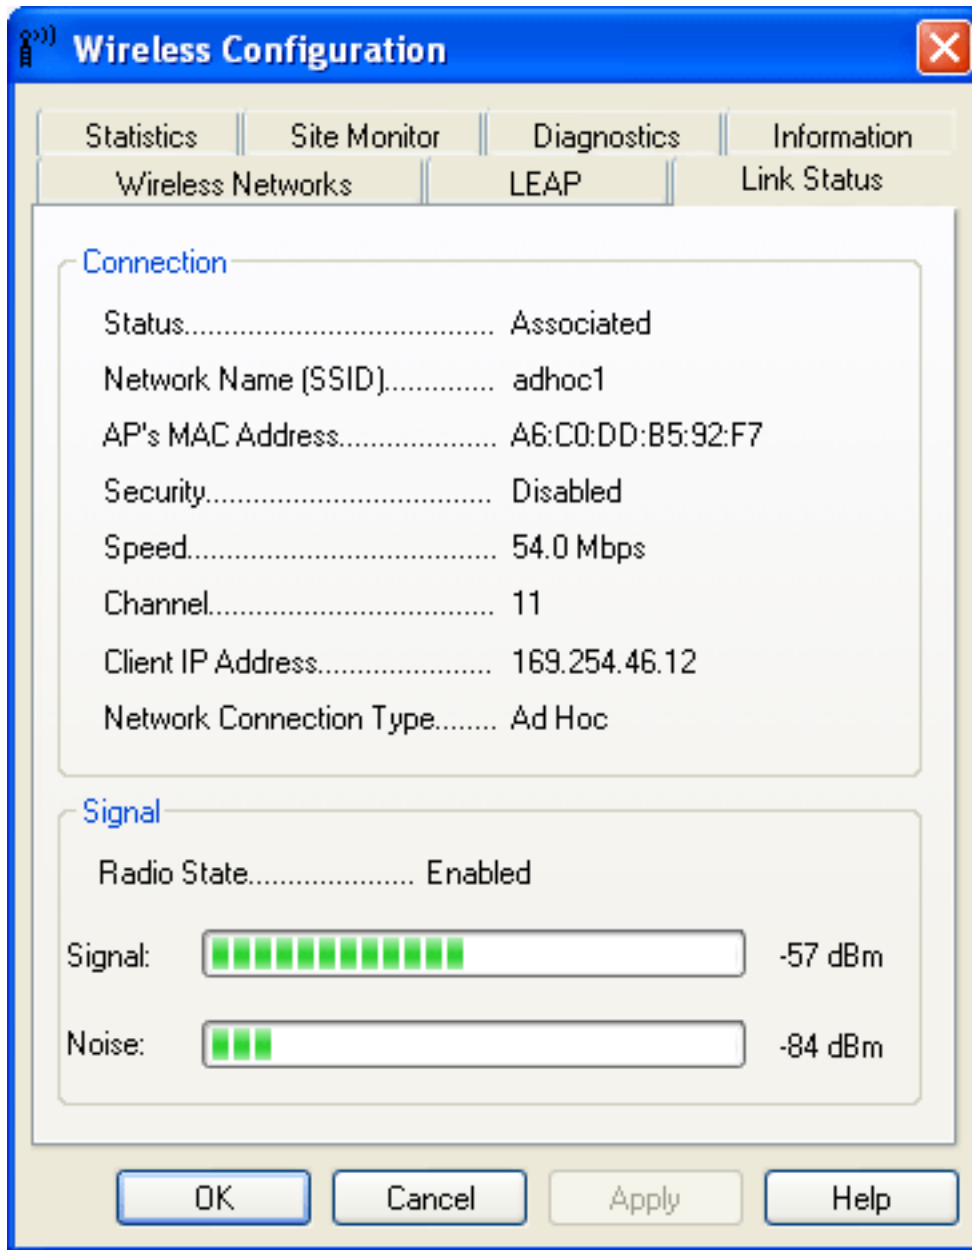 Wireless Configuration
Statistics Site Monitor Diagnostics Information
Wireless Networks LEAP Link Status
Connection
Status................................... Associated
Network Name (SSID)............. adhoc1
AP's MAC Address.................. A6:C0:DD:B5:92:F7
Security................................. Disabled
Speed................................... 54.0 Mbps
Channel................................. 11
Client IP Address.................... 169.254.46.12
Network Connection Type........ Ad Hoc
Signal
Radio State.................... Enabled
Signal: -57 dBm
Noise: -84 dBm
OK Cancel Apply Help